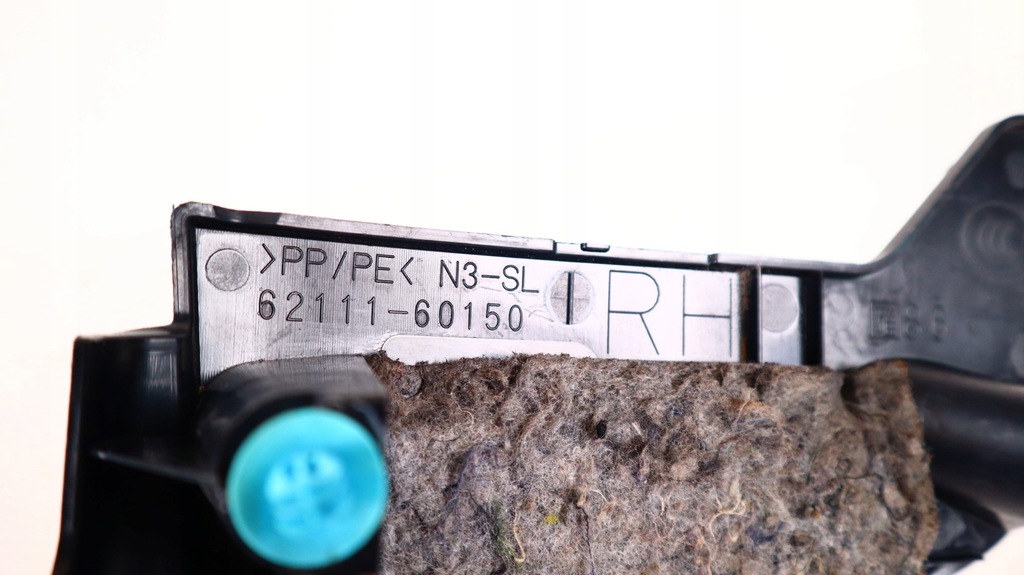 >PP/PE< N3-SL
62111-60150
RH